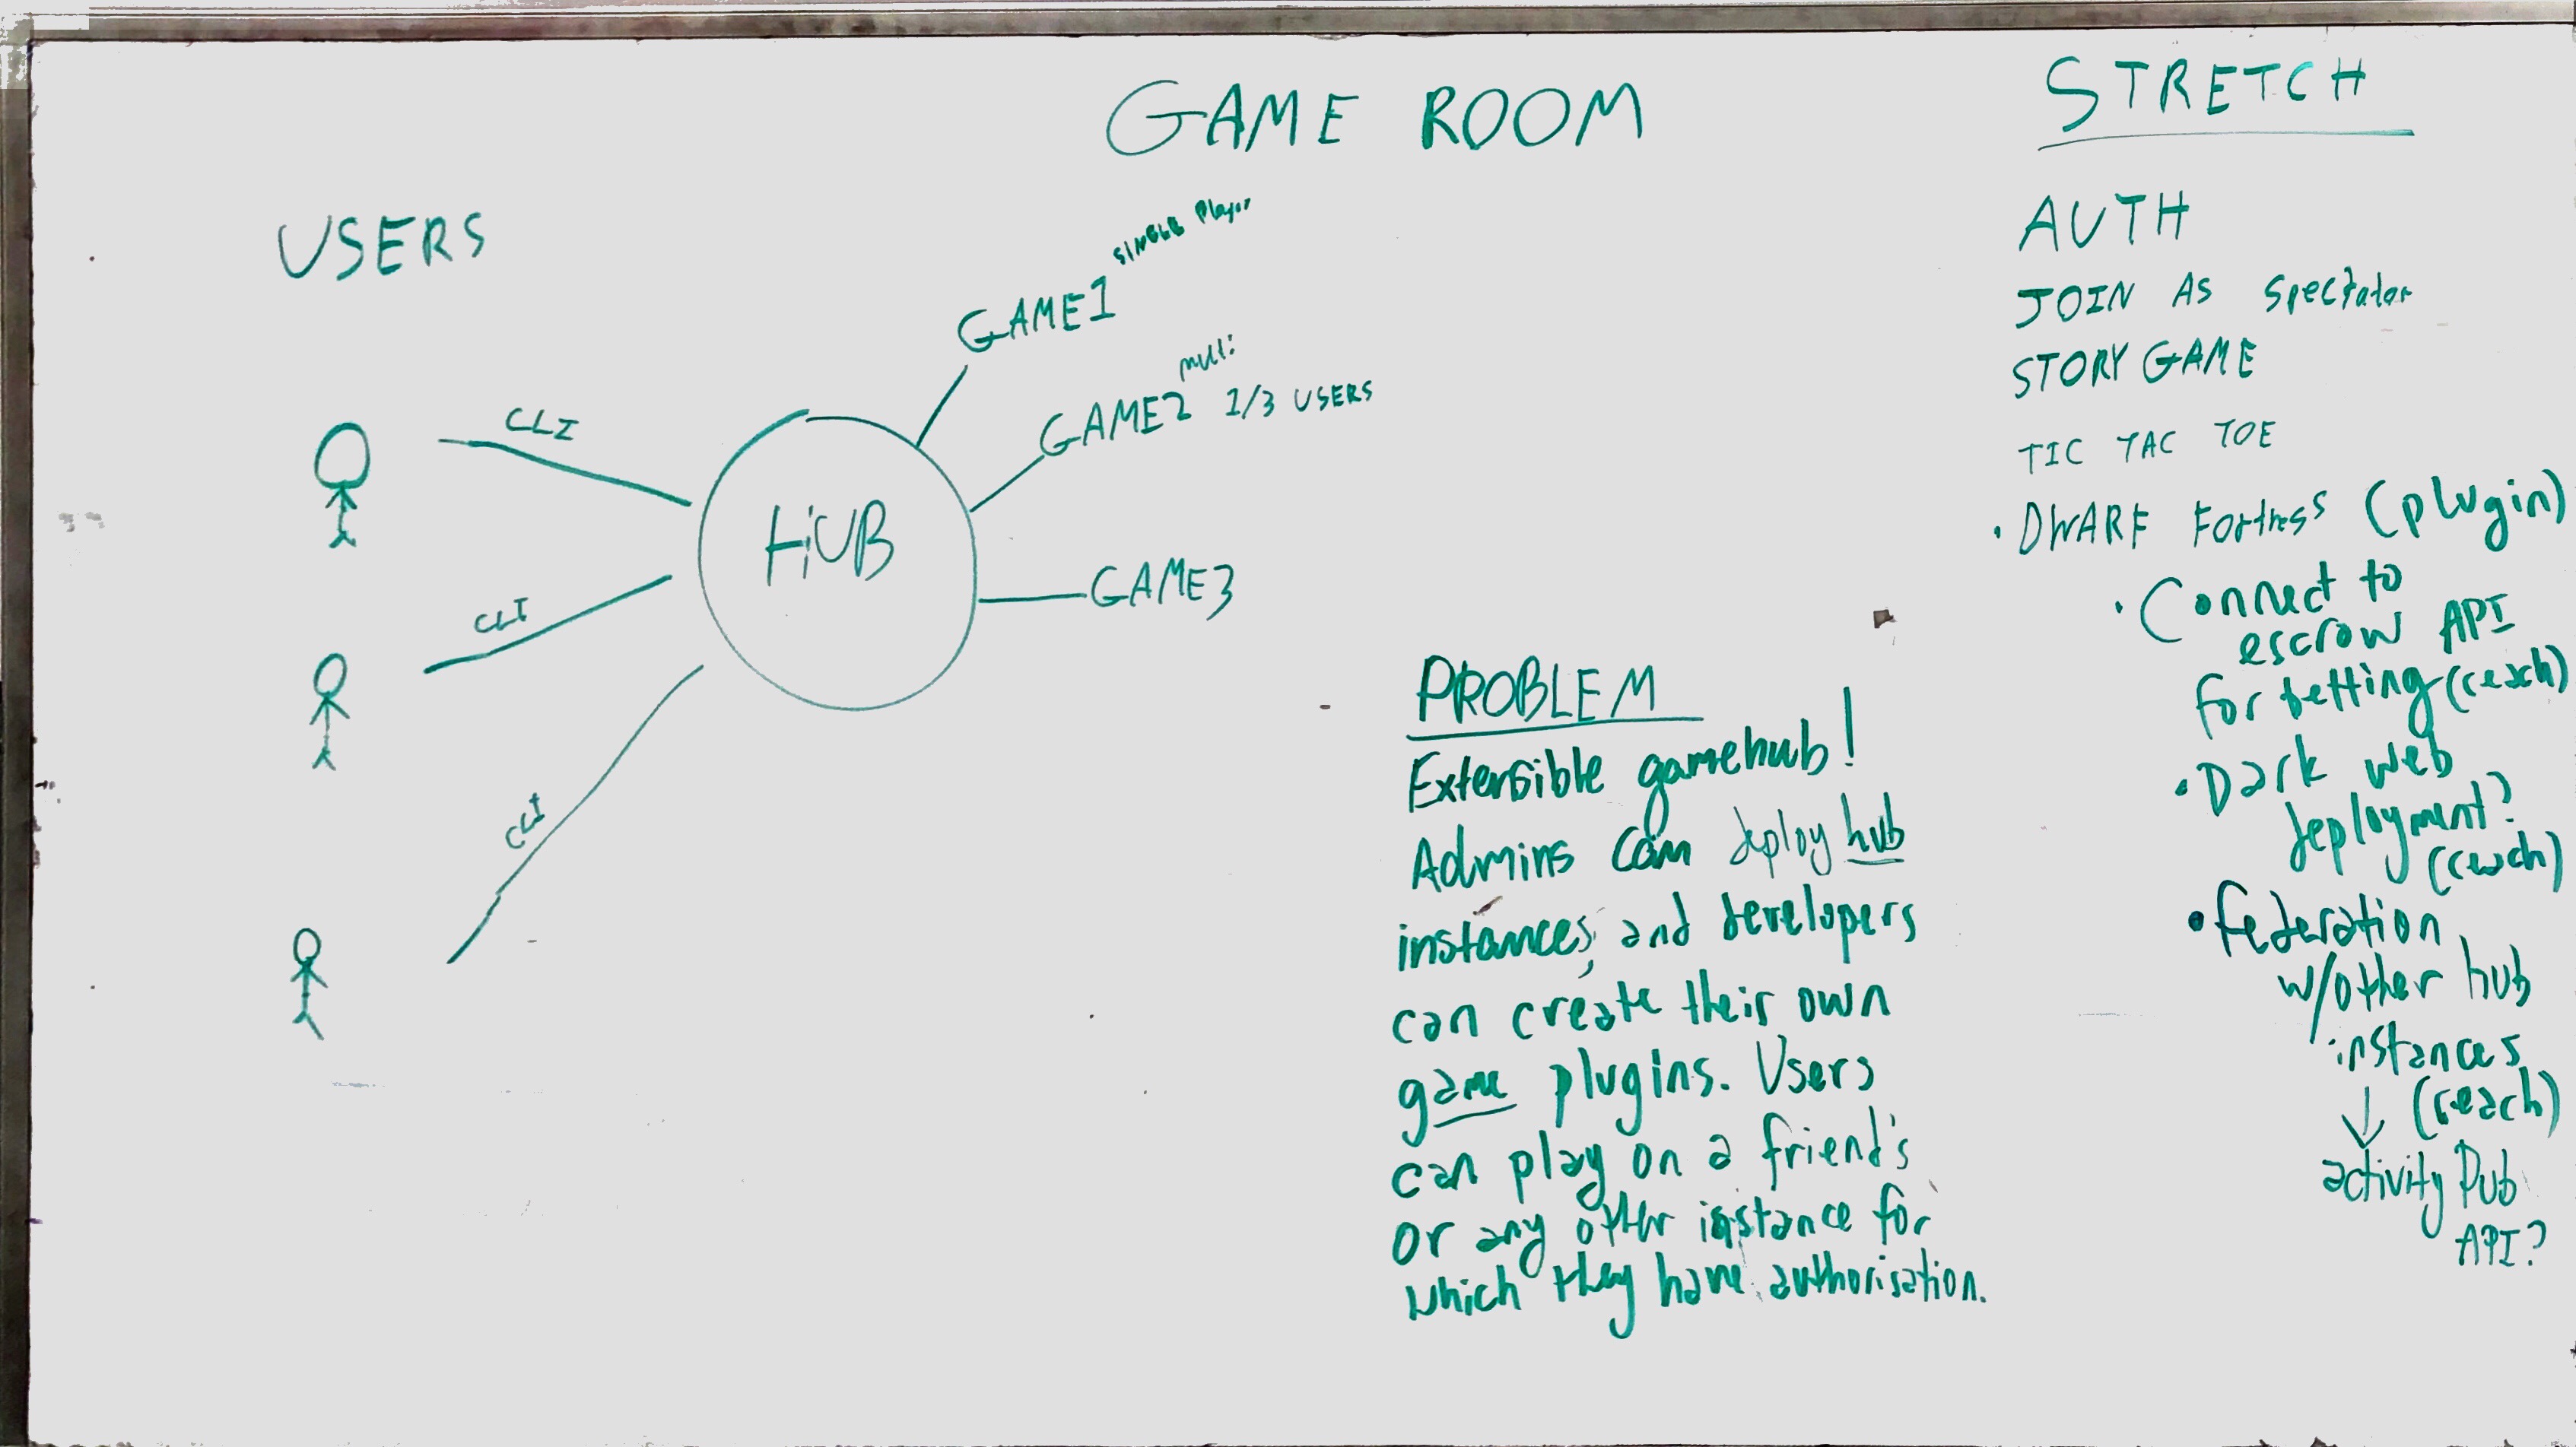 GAME ROOM
USERS
CLI
CLI
CLI
HUB
GAME1 SINGLE Player
GAME2 multi 1/3 USERS
GAME3
PROBLEM
Extensible gamehub!
Admins can deploy hub
instances, and developers
can create their own
game plugins. Users
can play on a friend's
or any other instance for
which they have authorisation.
STRETCH
AUTH
JOIN AS Spectator
STORY GAME
TIC TAC TOE
• DWARF Fortress (plugin)
• Connect to
escrow API
for betting (reach)
• Dark web
deployment?
(reach)
• federation
w/other hub
instances
(reach)
↓
activity Pub
API?